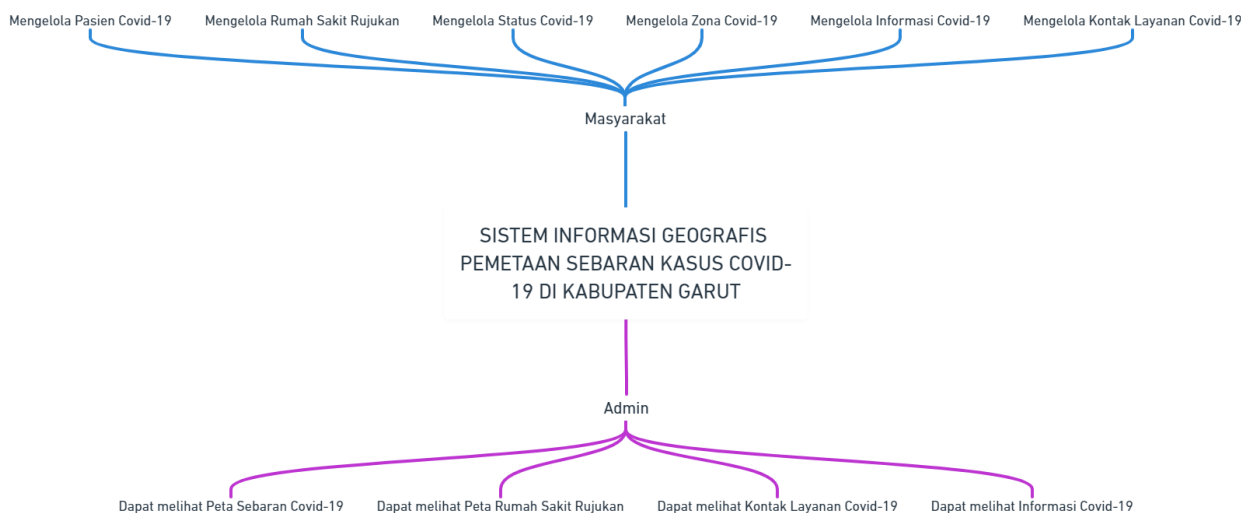 Mengelola Pasien Covid-19
Mengelola Rumah Sakit Rujukan
Mengelola Status Covid-19
Mengelola Zona Covid-19
Mengelola Informasi Covid-19
Mengelola Kontak Layanan Covid-19
Masyarakat
SISTEM INFORMASI GEOGRAFIS
PEMETAAN SEBARAN KASUS COVID-
19 DI KABUPATEN GARUT
Admin
Dapat melihat Peta Sebaran Covid-19
Dapat melihat Peta Rumah Sakit Rujukan
Dapat melihat Kontak Layanan Covid-19
Dapat melihat Informasi Covid-19